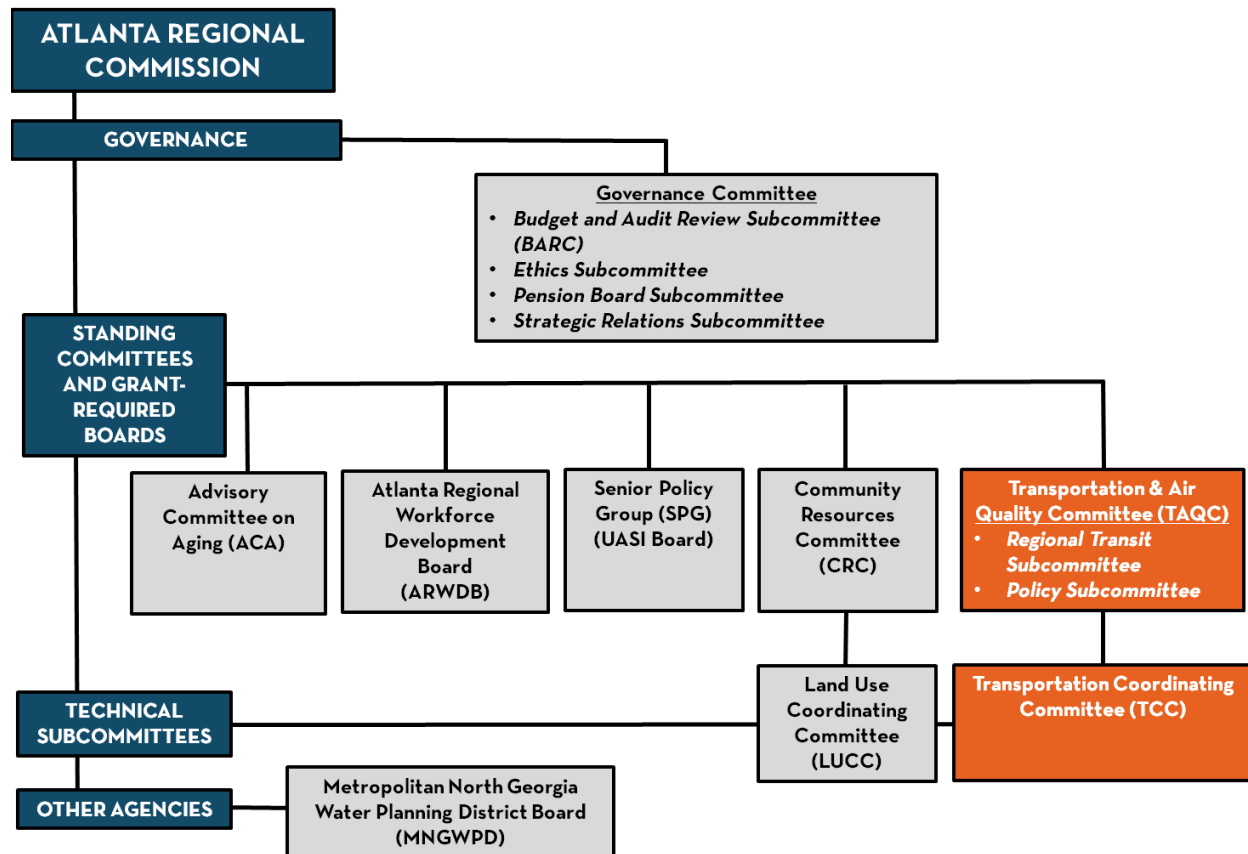 ATLANTA REGIONAL
COMMISSION
GOVERNANCE
Governance Committee
• Budget and Audit Review Subcommittee
(BARC)
• Ethics Subcommittee
• Pension Board Subcommittee
• Strategic Relations Subcommittee
STANDING
COMMITTEES
AND GRANT-
REQUIRED
BOARDS
Advisory
Committee on
Aging (ACA)
Atlanta Regional
Workforce
Development
Board
(ARWDB)
Senior Policy
Group (SPG)
(UASI Board)
Community
Resources
Committee
(CRC)
Transportation & Air
Quality Committee (TAQC)
• Regional Transit
Subcommittee
• Policy Subcommittee
TECHNICAL
SUBCOMMITTEES
Land Use
Coordinating
Committee
(LUCC)
Transportation Coordinating
Committee (TCC)
OTHER AGENCIES
Metropolitan North Georgia
Water Planning District Board
(MNGWPD)